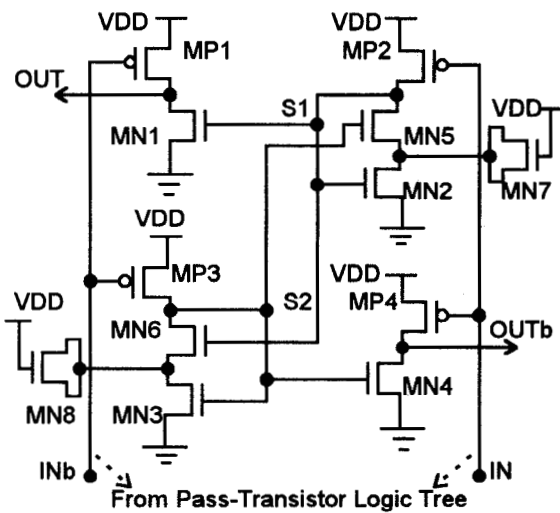 VDD
MP1
VDD
MP2
OUT
MN1
S1
MN5
VDD
MN2
MN7
VDD
MP3
VDD
MP4
VDD
MN6
S2
OUTb
MN8
MN3
MN4
INb
IN
From Pass-Transistor Logic Tree